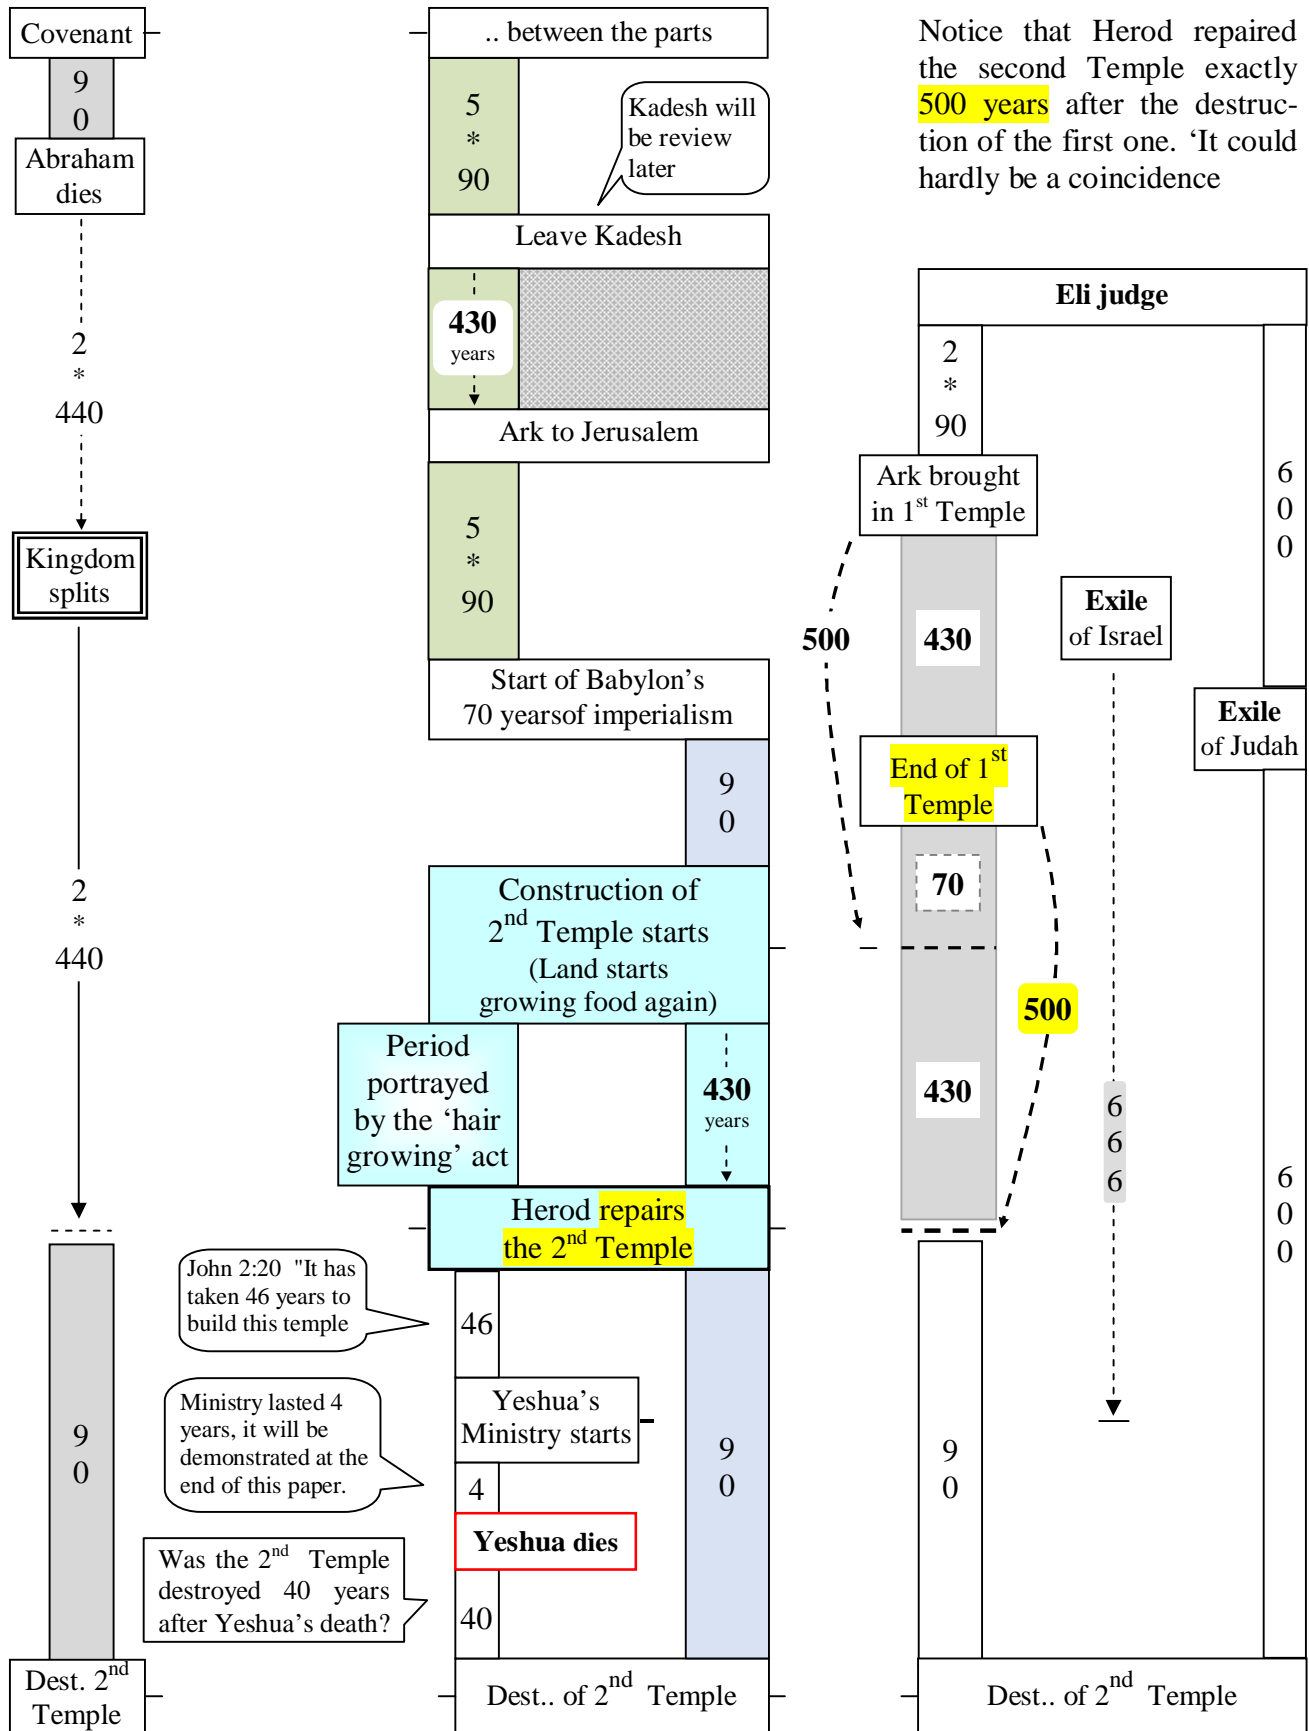 Covenant
9
0
Abraham
dies
2
*
440
Kingdom
splits
2
*
440
9
0
Dest. 2nd
Temple
.. between the parts
5
*
90
Kadesh will
be review
later
Leave Kadesh
430
years
Ark to Jerusalem
5
*
90
Start of Babylon’s
70 yearsof imperialism
9
0
Construction of
2nd Temple starts
(Land starts
growing food again)
Period
portrayed
by the ‘hair
growing’ act
430
years
Herod repairs
the 2nd Temple
John 2:20 "It has
taken 46 years to
build this temple
46
Ministry lasted 4
years, it will be
demonstrated at the
end of this paper.
Yeshua’s
Ministry starts
4
Yeshua dies
Was the 2nd Temple
destroyed 40 years
after Yeshua’s death?
40
9
0
Dest.. of 2nd Temple
Notice that Herod repaired
the second Temple exactly
500 years after the destruc-
tion of the first one. ‘It could
hardly be a coincidence
Eli judge
2
*
90
Ark brought
in 1st Temple
500
430
End of 1st
Temple
70
500
430
9
0
Exile
of Israel
6
6
6
6
0
0
Exile
of Judah
6
0
0
Dest.. of 2nd Temple